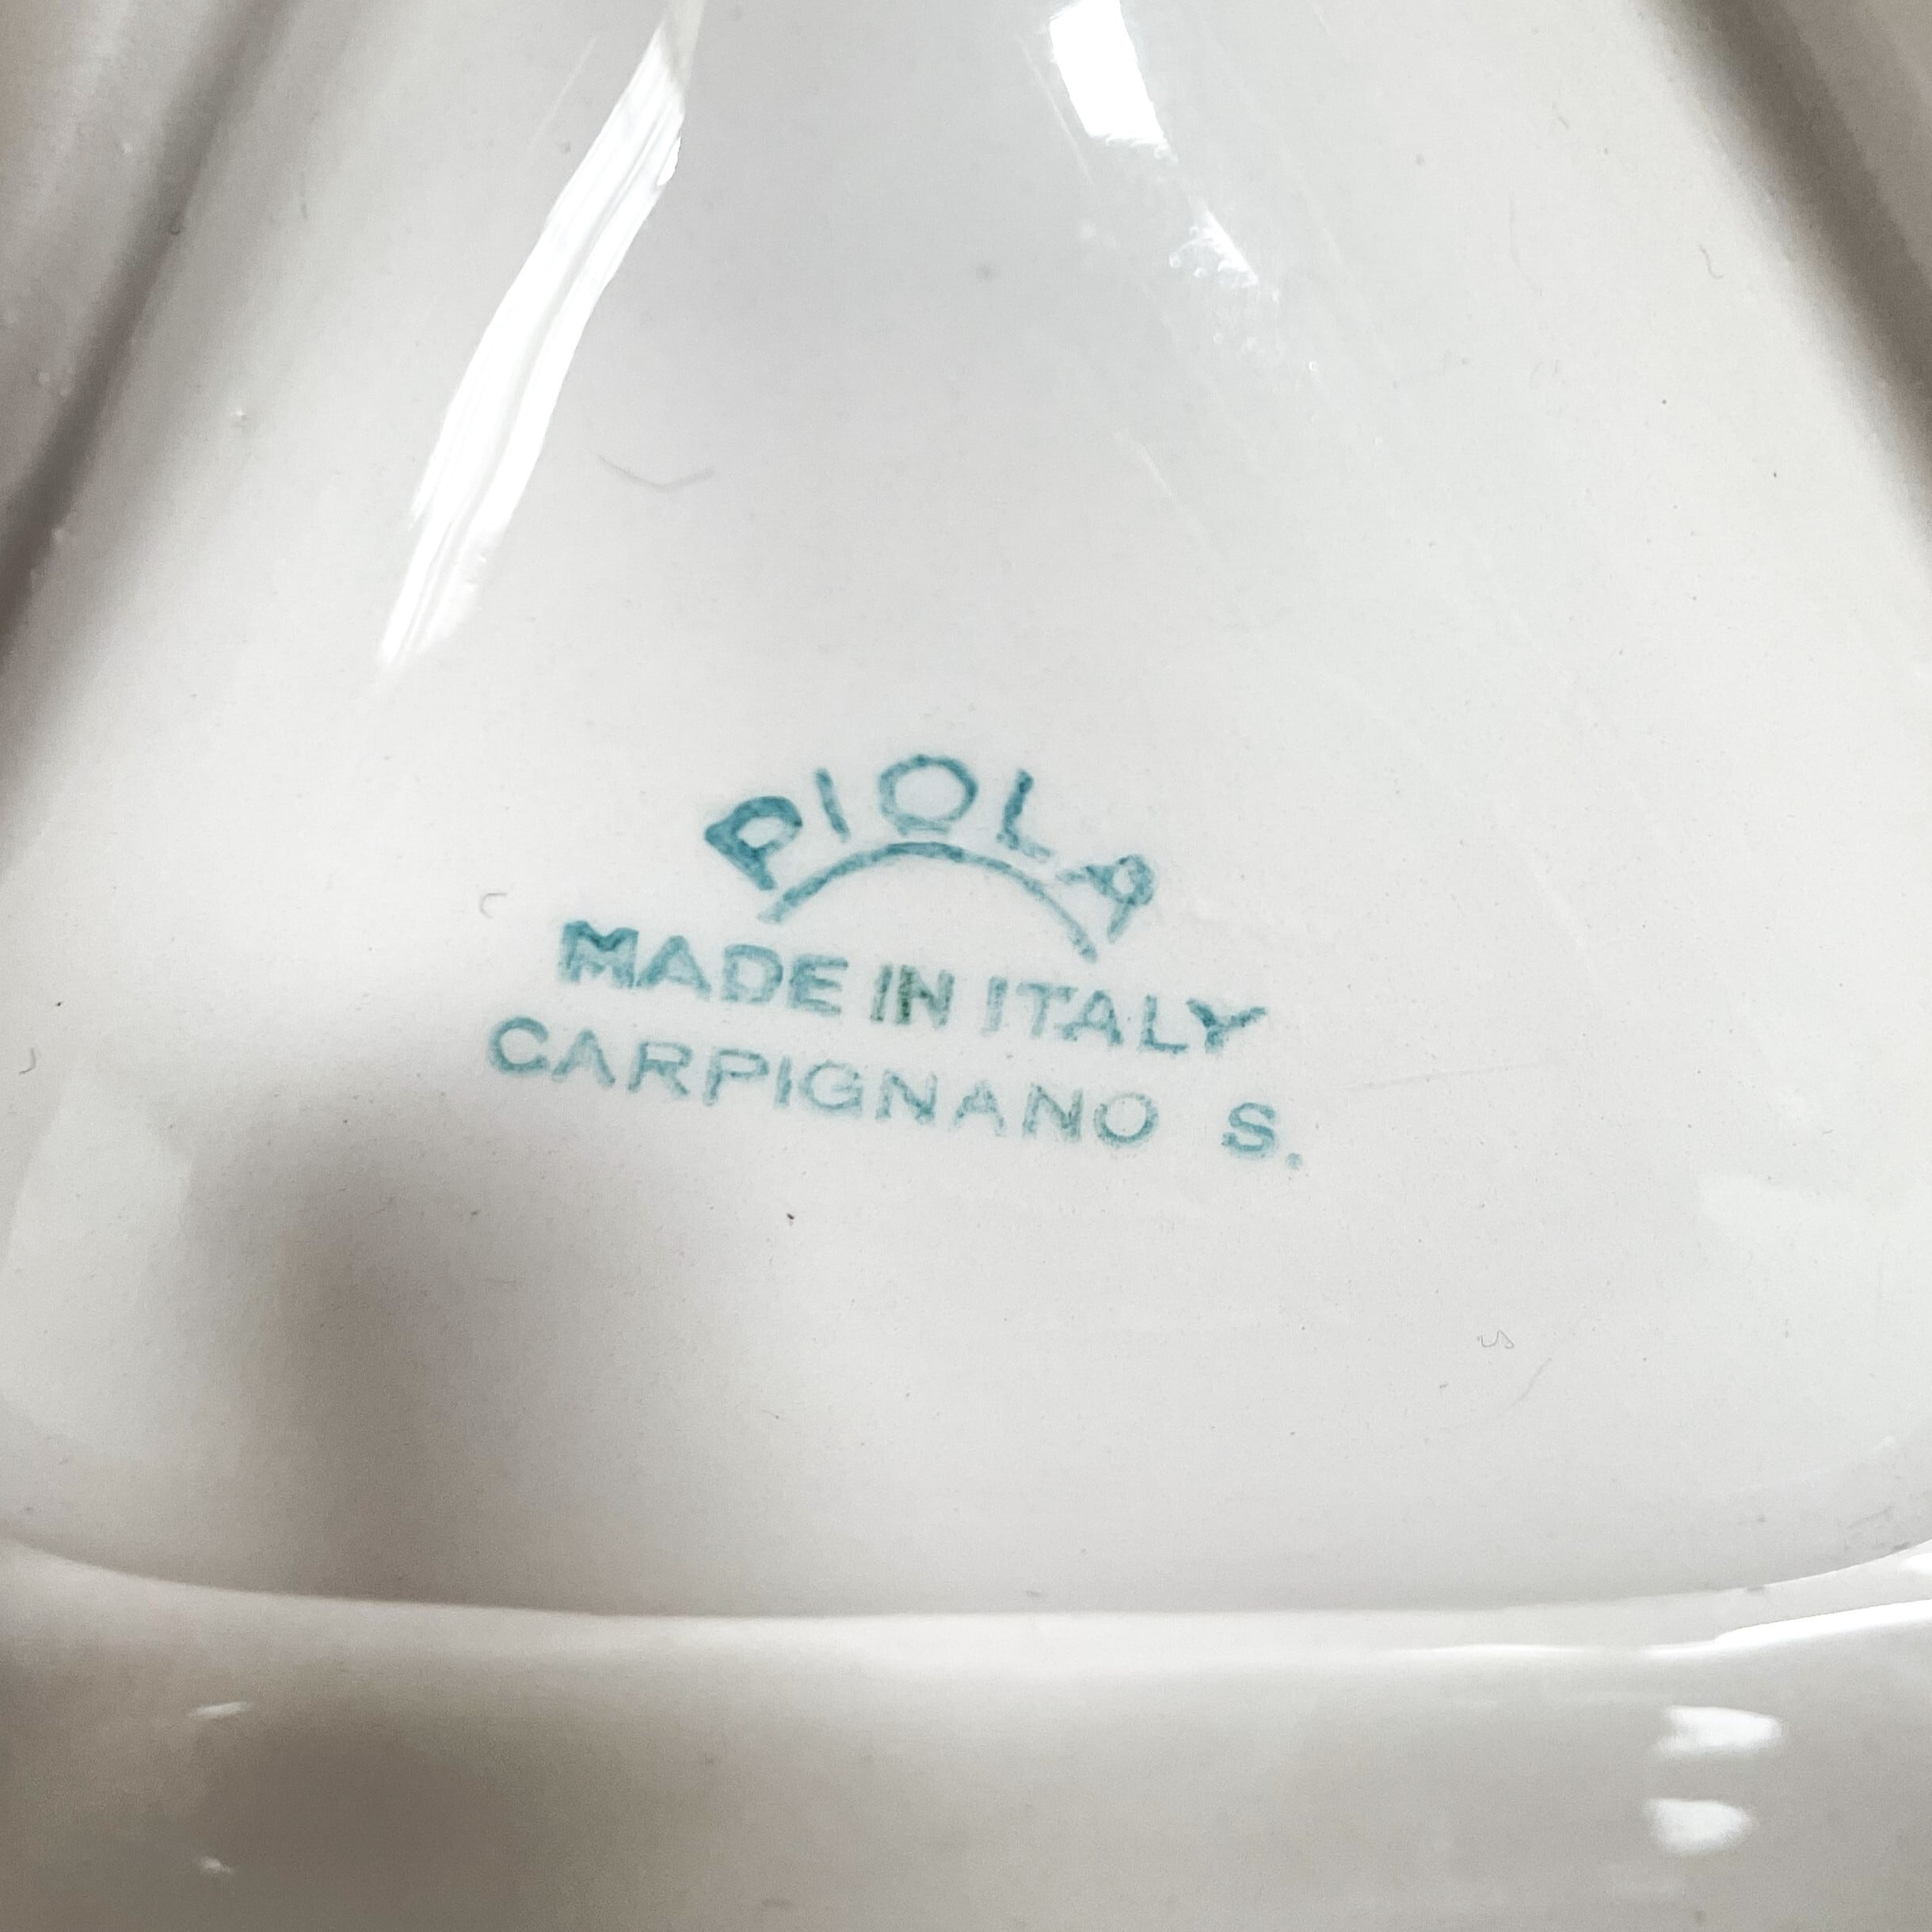 PIOLA
MADE IN ITALY
CARPIGNANO S.